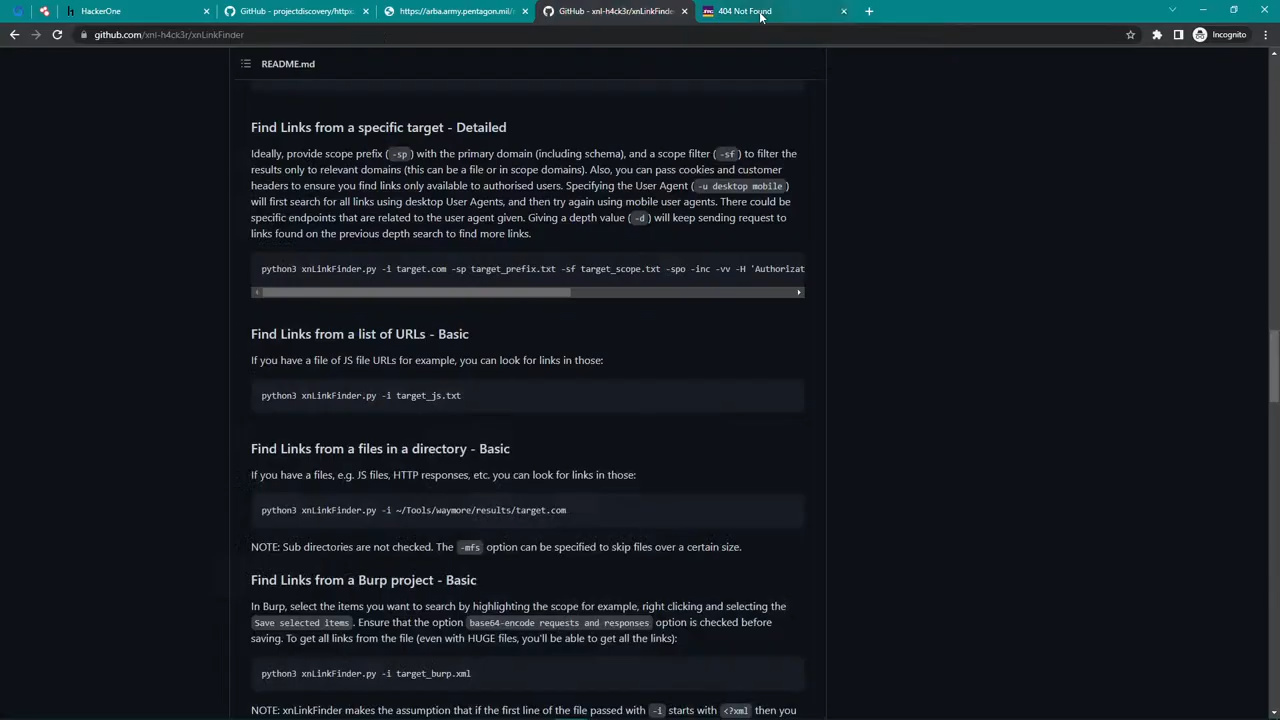 HackerOne
GitHub - projectdiscovery/httpx:
https://arba.army.pentagon.mil/r
GitHub - xnl-h4ck3r/xnLinkFinde
404 Not Found
github.com/xnl-h4ck3r/xnLinkFinder
Incognito
README.md
Find Links from a specific target - Detailed
Ideally, provide scope prefix ( -sp ) with the primary domain (including schema), and a scope filter ( -sf ) to filter the
results only to relevant domains (this can be a file or in scope domains). Also, you can pass cookies and customer
headers to ensure you find links only available to authorised users. Specifying the User Agent ( -u desktop mobile )
will first search for all links using desktop User Agents, and then try again using mobile user agents. There could be
specific endpoints that are related to the user agent given. Giving a depth value ( -d ) will keep sending request to
links found on the previous depth search to find more links.
python3 xnLinkFinder.py -i target.com -sp target_prefix.txt -sf target_scope.txt -spo -inc -vv -H 'Authorizat
Find Links from a list of URLs - Basic
If you have a file of JS file URLs for example, you can look for links in those:
python3 xnLinkFinder.py -i target_js.txt
Find Links from a files in a directory - Basic
If you have a files, e.g. JS files, HTTP responses, etc. you can look for links in those:
python3 xnLinkFinder.py -i ~/Tools/waymore/results/target.com
NOTE: Sub directories are not checked. The -mfs option can be specified to skip files over a certain size.
Find Links from a Burp project - Basic
In Burp, select the items you want to search by highlighting the scope for example, right clicking and selecting the
Save selected items . Ensure that the option base64-encode requests and responses option is checked before
saving. To get all links from the file (even with HUGE files, you'll be able to get all the links):
python3 xnLinkFinder.py -i target_burp.xml
NOTE: xnLinkFinder makes the assumption that if the first line of the file passed with -i starts with <?xml then you